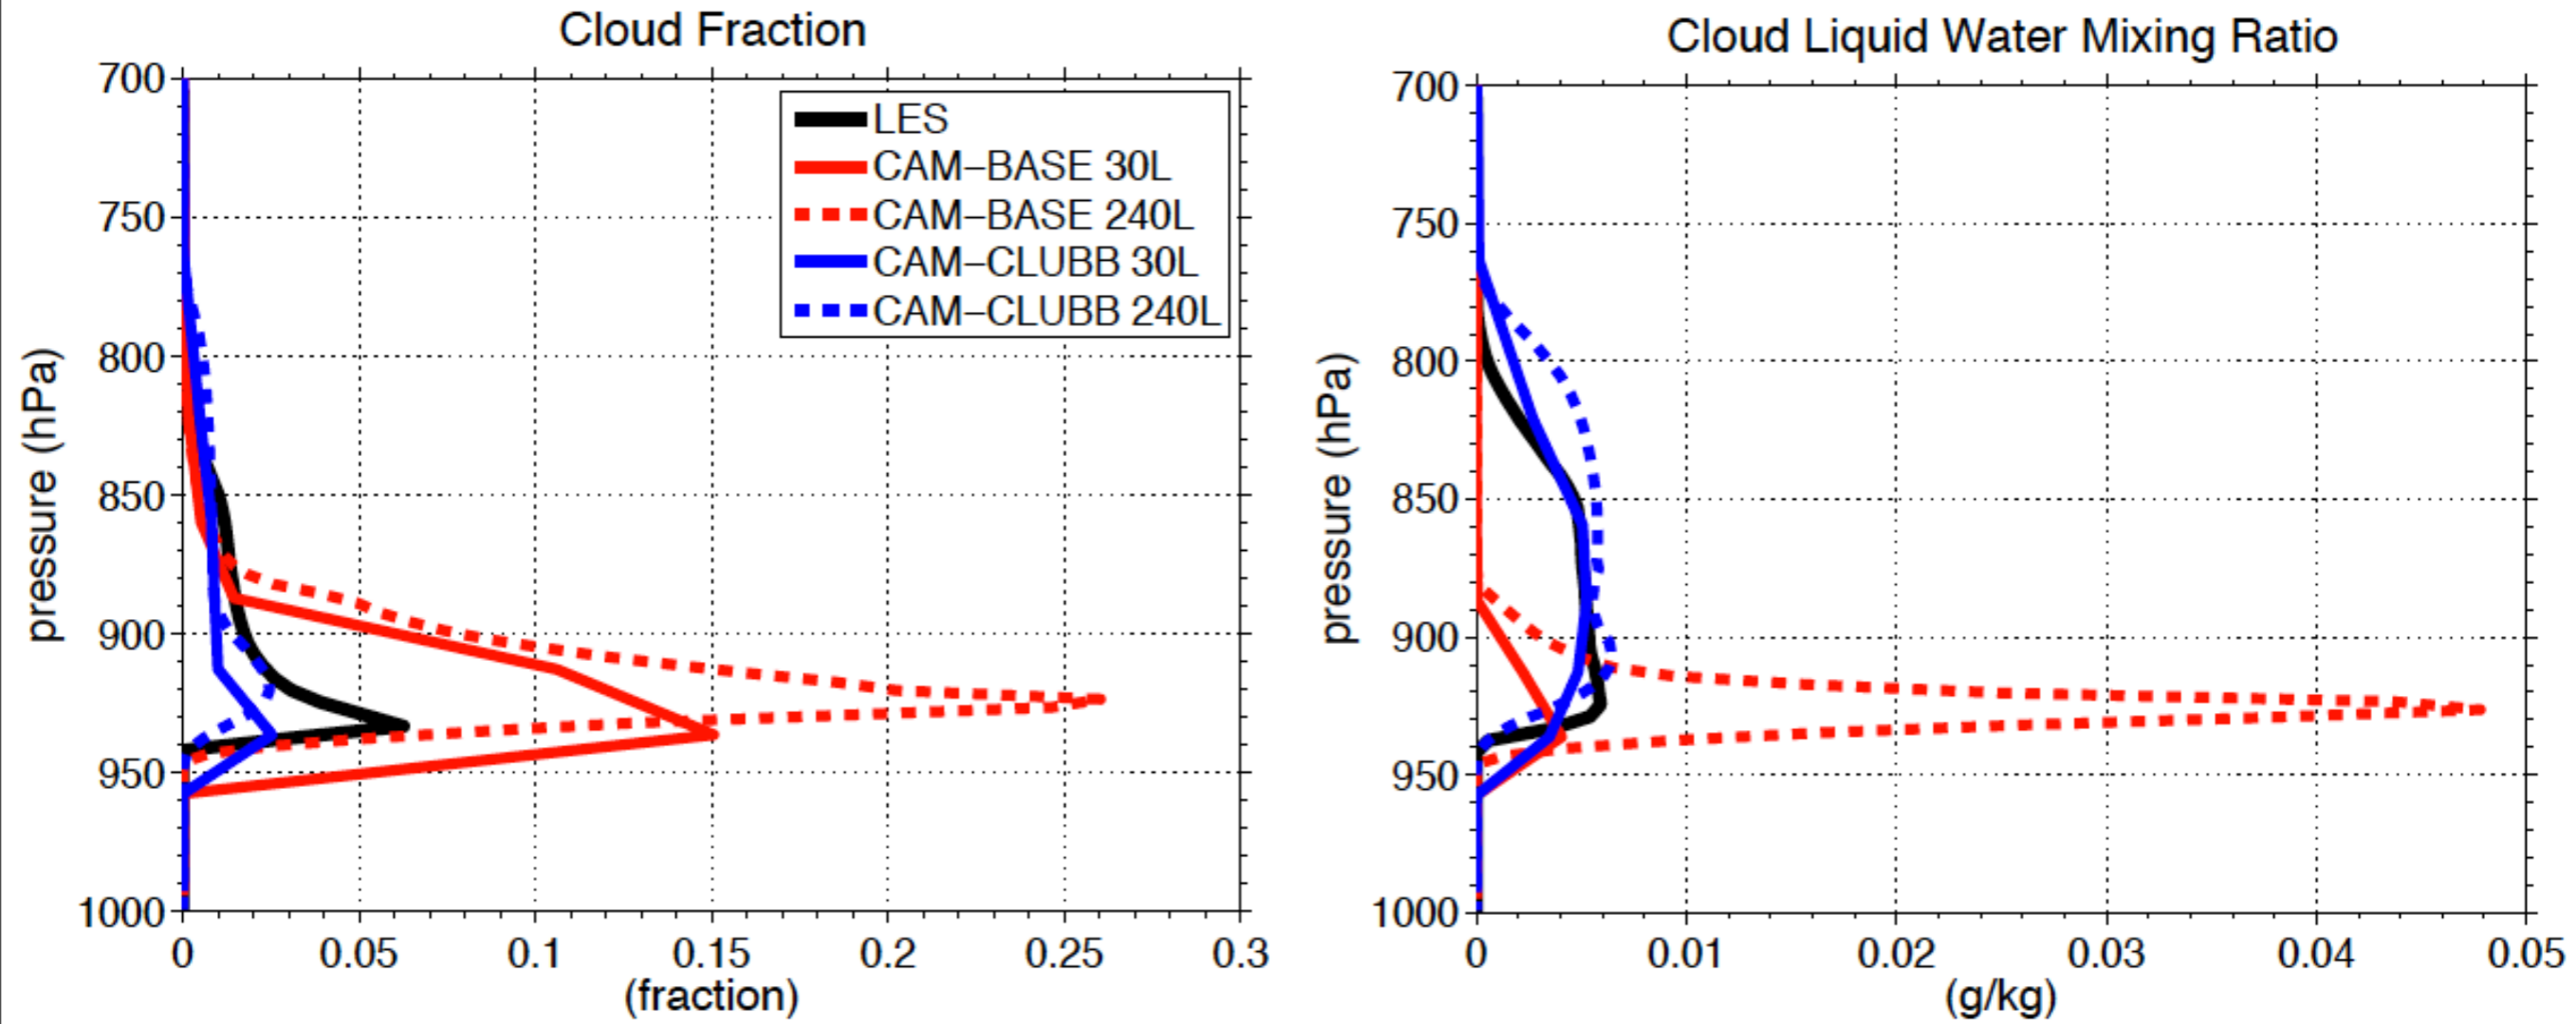 Cloud Fraction
700
750
800
850
900
950
1000
pressure (hPa)
0 0.05 0.1 0.15 0.2 0.25 0.3
(fraction)
LES
CAM–BASE 30L
CAM–BASE 240L
CAM–CLUBB 30L
CAM–CLUBB 240L
Cloud Liquid Water Mixing Ratio
700
750
800
850
900
950
1000
pressure (hPa)
0 0.01 0.02 0.03 0.04 0.05
(g/kg)